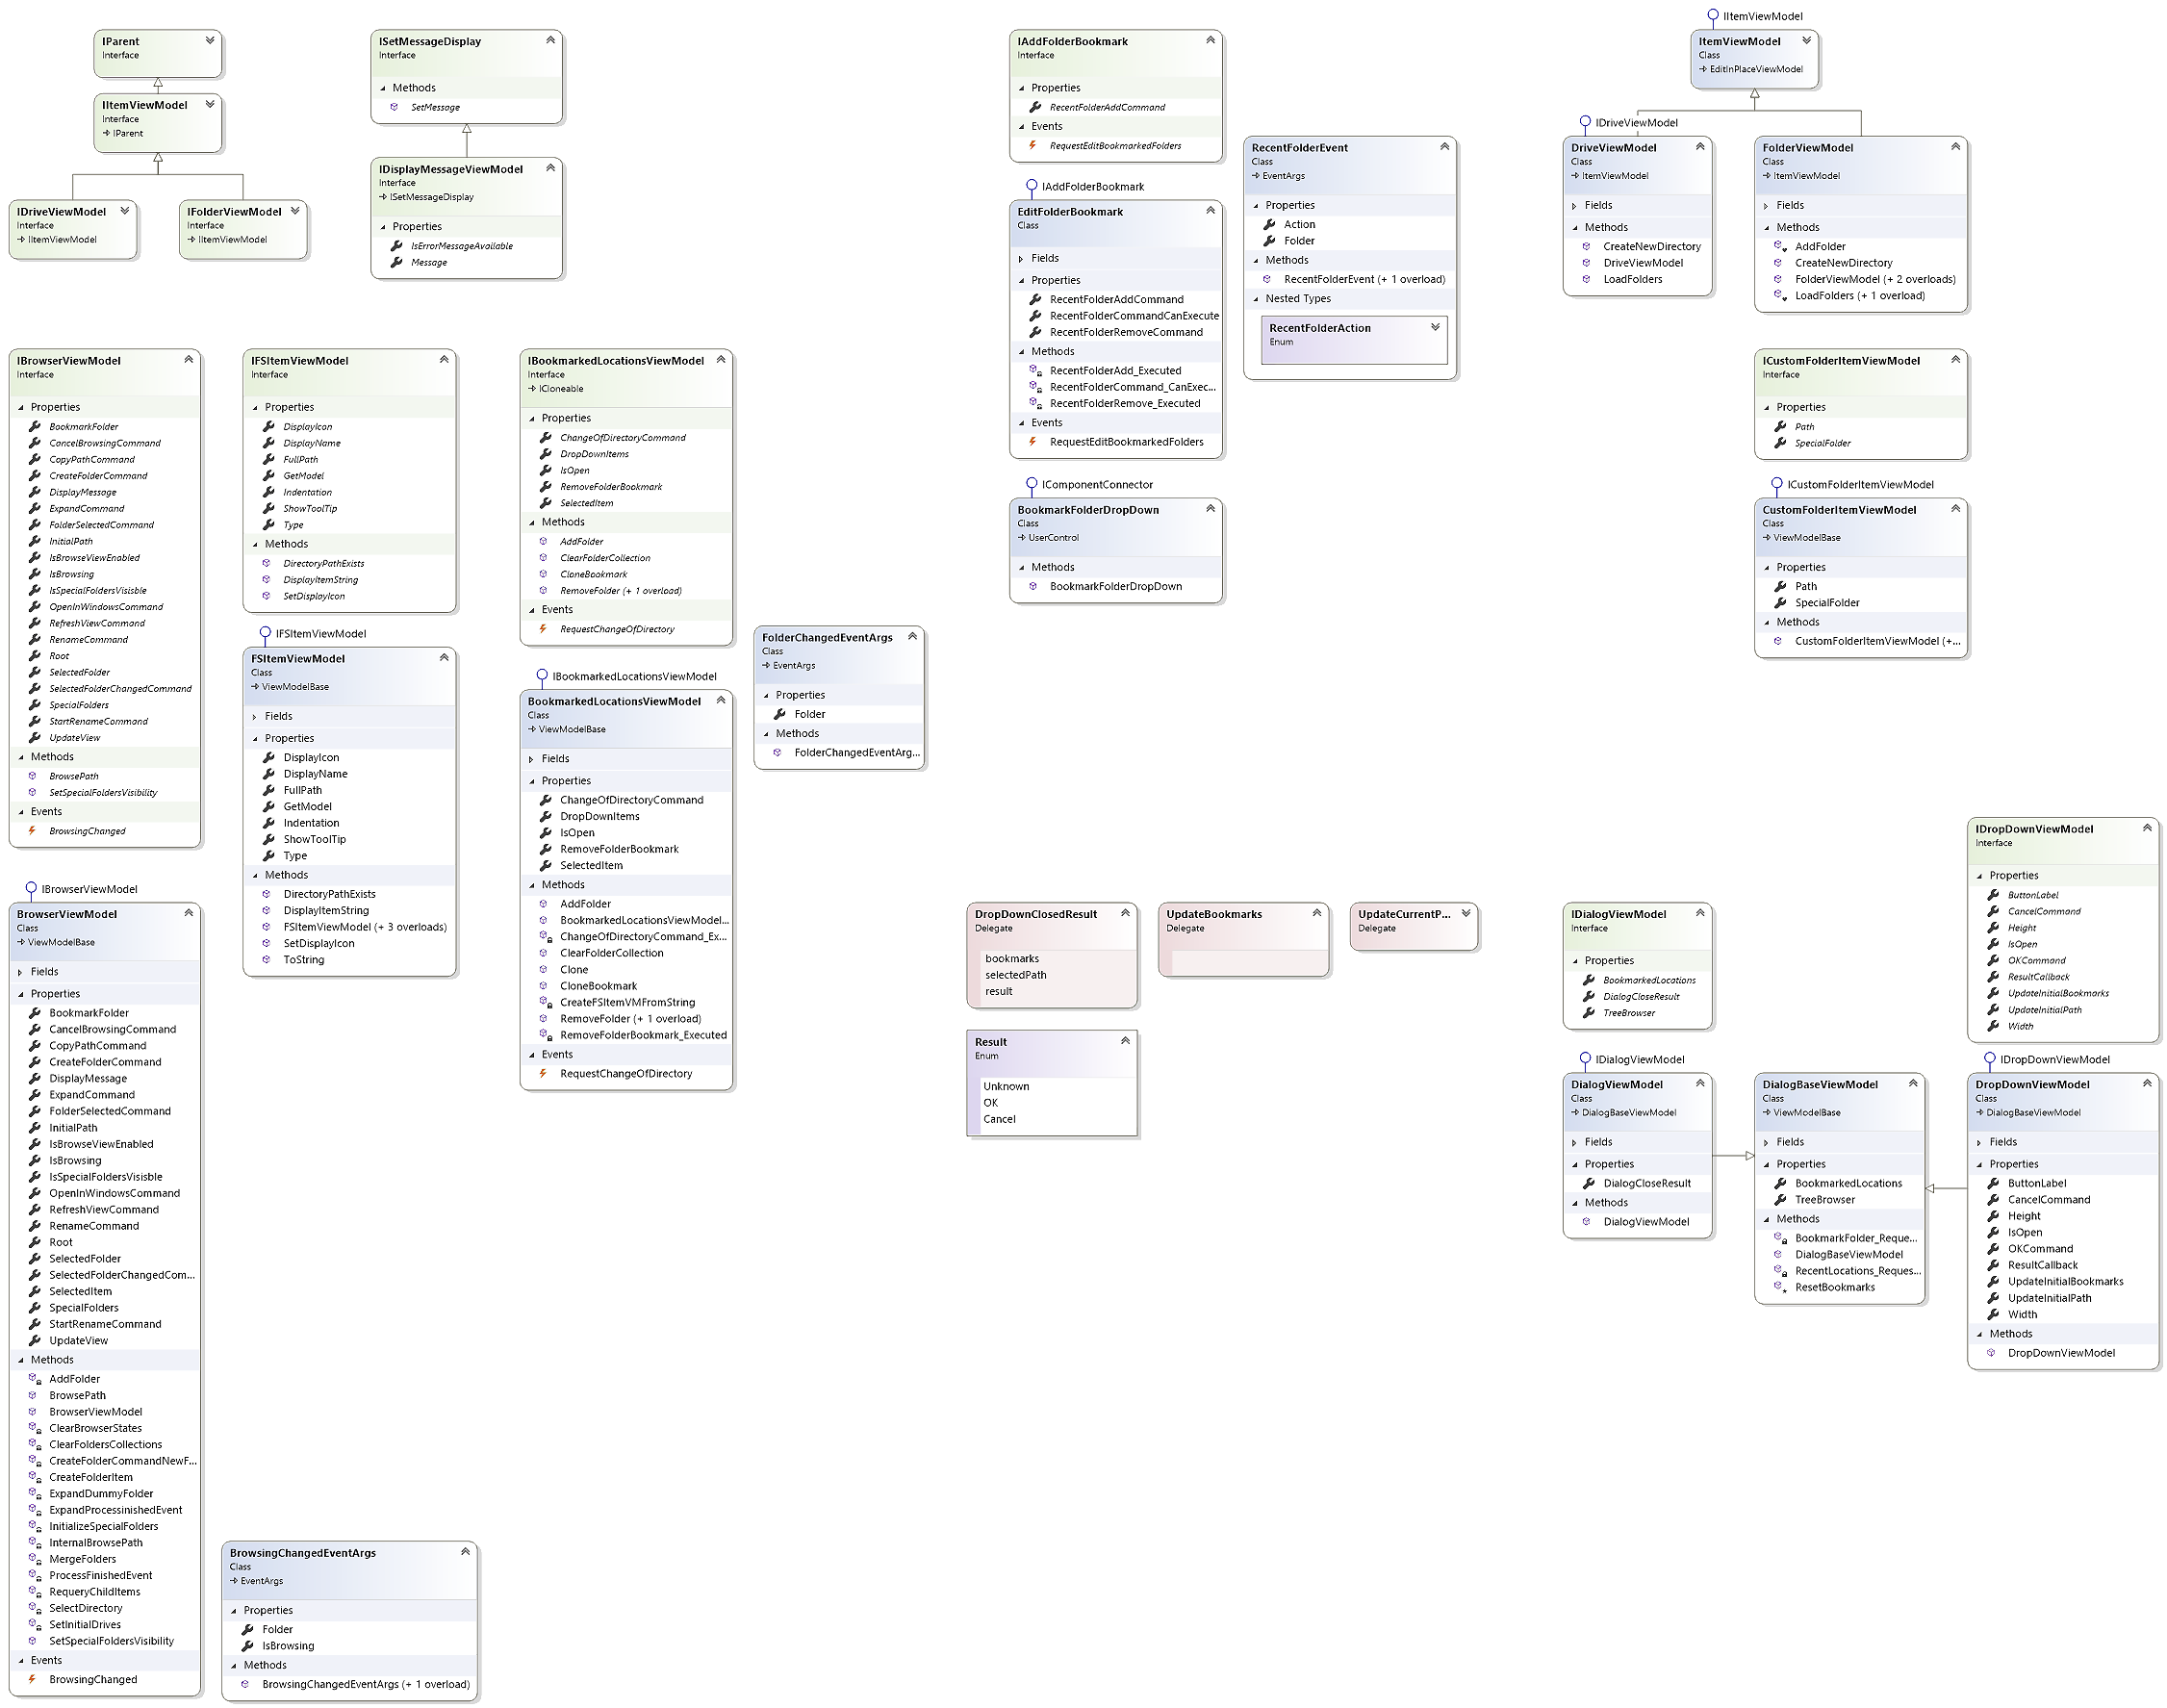 IParent
Interface
IItemViewModel
Interface
IParent
IDriveViewModel
Interface
IItemViewModel
IFolderViewModel
Interface
IItemViewModel
ISetMessageDisplay
Interface
Methods
SetMessage
IDisplayMessageViewModel
Interface
ISetMessageDisplay
Properties
IsErrorMessageAvailable
Message
IBrowserViewModel
Interface
Properties
BookmarkFolder
CancelBrowsingCommand
CopyPathCommand
CreateFolderCommand
DisplayMessage
ExpandCommand
FolderSelectedCommand
InitialPath
IsBrowseViewEnabled
IsBrowsing
IsSpecialFoldersVisisble
OpenInWindowsCommand
RefreshViewCommand
RenameCommand
Root
SelectedFolder
SelectedFolderChangedCommand
SpecialFolders
StartRenameCommand
UpdateView
Methods
BrowsePath
SetSpecialFoldersVisibility
Events
BrowsingChanged
IBrowserViewModel
BrowserViewModel
Class
ViewModelBase
Fields
Properties
BookmarkFolder
CancelBrowsingCommand
CopyPathCommand
CreateFolderCommand
DisplayMessage
ExpandCommand
FolderSelectedCommand
InitialPath
IsBrowseViewEnabled
IsBrowsing
IsSpecialFoldersVisisble
OpenInWindowsCommand
RefreshViewCommand
RenameCommand
Root
SelectedFolder
SelectedFolderChangedCom...
SelectedItem
SpecialFolders
StartRenameCommand
UpdateView
Methods
AddFolder
BrowsePath
BrowserViewModel
ClearBrowserStates
ClearFoldersCollections
CreateFolderCommandNewF...
CreateFolderItem
ExpandDummyFolder
ExpandProcessinishedEvent
InitializeSpecialFolders
InternalBrowsePath
MergeFolders
ProcessFinishedEvent
RequeryChildItems
SelectDirectory
SetInitialDrives
SetSpecialFoldersVisibility
Events
BrowsingChanged
IFSItemViewModel
Interface
Properties
DisplayIcon
DisplayName
FullPath
GetModel
Indentation
ShowToolTip
Type
Methods
DirectoryPathExists
DisplayItemString
SetDisplayIcon
IFSItemViewModel
FSItemViewModel
Class
ViewModelBase
Fields
Properties
DisplayIcon
DisplayName
FullPath
GetModel
Indentation
ShowToolTip
Type
Methods
DirectoryPathExists
DisplayItemString
FSItemViewModel (+ 3 overloads)
SetDisplayIcon
ToString
BrowsingChangedEventArgs
Class
EventArgs
Properties
Folder
IsBrowsing
Methods
BrowsingChangedEventArgs (+ 1 overload)
IBookmarkedLocationsViewModel
Interface
ICloneable
Properties
ChangeOfDirectoryCommand
DropDownItems
IsOpen
RemoveFolderBookmark
SelectedItem
Methods
AddFolder
ClearFolderCollection
CloneBookmark
RemoveFolder (+ 1 overload)
Events
RequestChangeOfDirectory
IBookmarkedLocationsViewModel
BookmarkedLocationsViewModel
Class
ViewModelBase
Fields
Properties
ChangeOfDirectoryCommand
DropDownItems
IsOpen
RemoveFolderBookmark
SelectedItem
Methods
AddFolder
BookmarkedLocationsViewModel...
ChangeOfDirectoryCommand_Ex...
ClearFolderCollection
Clone
CloneBookmark
CreateFSItemVMFromString
RemoveFolder (+ 1 overload)
RemoveFolderBookmark_Executed
Events
RequestChangeOfDirectory
FolderChangedEventArgs
Class
EventArgs
Properties
Folder
Methods
FolderChangedEventArg...
IAddFolderBookmark
Interface
Properties
RecentFolderAddCommand
Events
RequestEditBookmarkedFolders
IAddFolderBookmark
EditFolderBookmark
Class
Fields
Properties
RecentFolderAddCommand
RecentFolderCommandCanExecute
RecentFolderRemoveCommand
Methods
RecentFolderAdd_Executed
RecentFolderCommand_CanExec...
RecentFolderRemove_Executed
Events
RequestEditBookmarkedFolders
IComponentConnector
BookmarkFolderDropDown
Class
UserControl
Methods
BookmarkFolderDropDown
RecentFolderEvent
Class
EventArgs
Properties
Action
Folder
Methods
RecentFolderEvent (+ 1 overload)
Nested Types
RecentFolderAction
Enum
DropDownClosedResult
Delegate
bookmarks
selectedPath
result
UpdateBookmarks
Delegate
UpdateCurrentP...
Delegate
Result
Enum
Unknown
OK
Cancel
IItemViewModel
ItemViewModel
Class
EditInPlaceViewModel
IDriveViewModel
DriveViewModel
Class
ItemViewModel
Fields
Methods
CreateNewDirectory
DriveViewModel
LoadFolders
FolderViewModel
Class
ItemViewModel
Fields
Methods
AddFolder
CreateNewDirectory
FolderViewModel (+ 2 overloads)
LoadFolders (+ 1 overload)
ICustomFolderItemViewModel
Interface
Properties
Path
SpecialFolder
ICustomFolderItemViewModel
CustomFolderItemViewModel
Class
ViewModelBase
Properties
Path
SpecialFolder
Methods
CustomFolderItemViewModel (+...
IDialogViewModel
Interface
Properties
BookmarkedLocations
DialogCloseResult
TreeBrowser
IDialogViewModel
DialogViewModel
Class
DialogBaseViewModel
Fields
Properties
DialogCloseResult
Methods
DialogViewModel
DialogBaseViewModel
Class
ViewModelBase
Fields
Properties
BookmarkedLocations
TreeBrowser
Methods
BookmarkFolder_Reque...
DialogBaseViewModel
RecentLocations_Reques...
ResetBookmarks
IDropDownViewModel
Interface
Properties
ButtonLabel
CancelCommand
Height
IsOpen
OKCommand
ResultCallback
UpdateInitialBookmarks
UpdateInitialPath
Width
IDropDownViewModel
DropDownViewModel
Class
DialogBaseViewModel
Fields
Properties
ButtonLabel
CancelCommand
Height
IsOpen
OKCommand
ResultCallback
UpdateInitialBookmarks
UpdateInitialPath
Width
Methods
DropDownViewModel